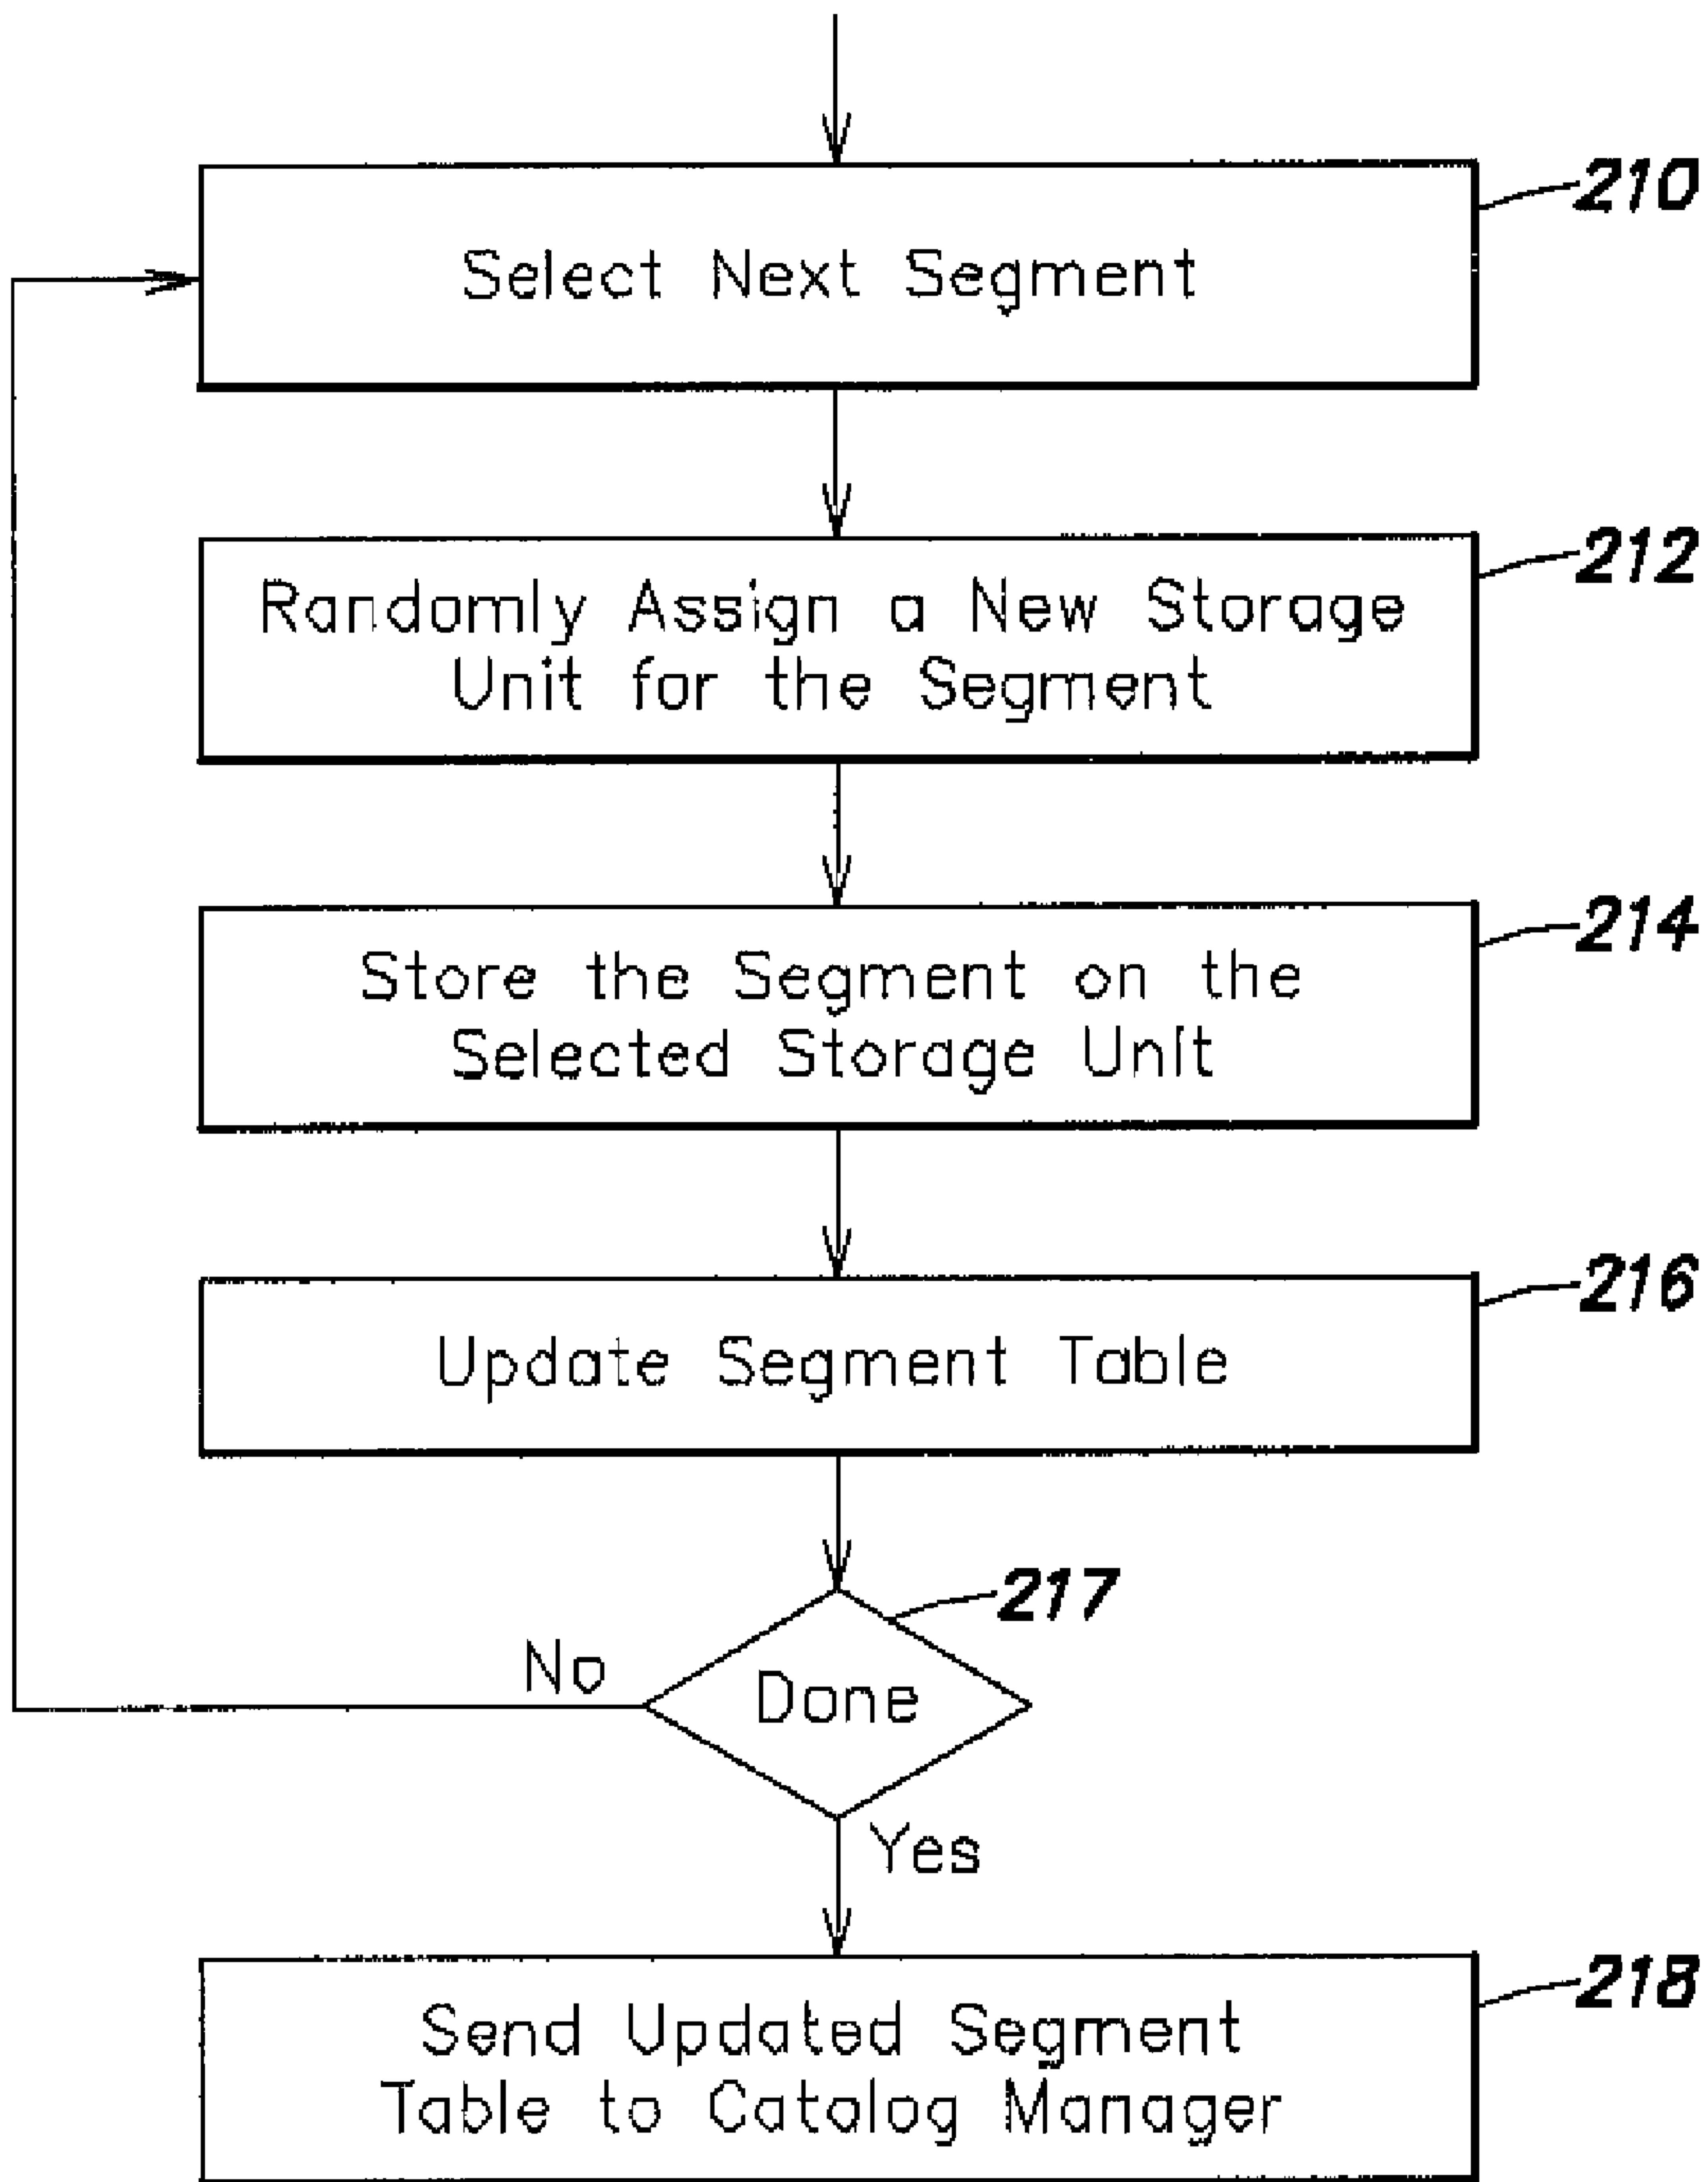 210
Select Next Segment
212
Randomly Assign a New Storage
Unit for the Segment
214
Store the Segment on the
Selected Storage Unit
216
Update Segment Table
217
No
Done
Yes
218
Send Updated Segment
Table to Catalog Manager